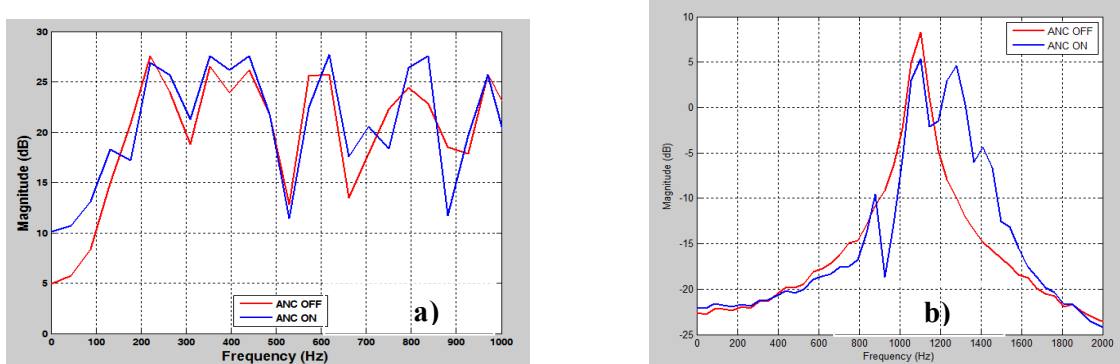 30
25
20
15
10
5
0
Magnitude (dB)
ANC OFF
ANC ON
a)
0 100 200 300 400 500 600 700 800 900 1000
Frequency (Hz)
10
5
0
-5
-10
-15
-20
-25
Magnitude (dB)
ANC OFF
ANC ON
b)
0 200 400 600 800 1000 1200 1400 1600 1800 2000
Frequency (Hz)